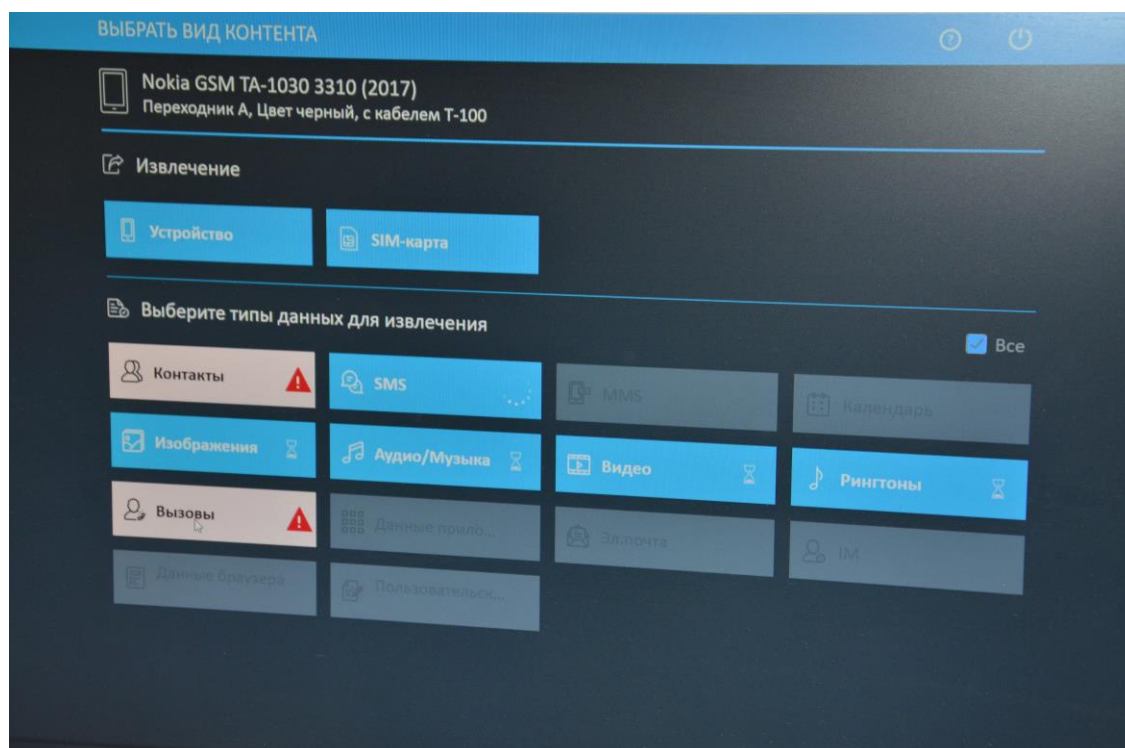 ВЫБРАТЬ ВИД КОНТЕНТА
Nokia GSM TA-1030 3310 (2017)
Переходник А, Цвет черный, с кабелем Т-100
Извлечение
Устройство
SIM-карта
Выберите типы данных для извлечения
Все
Контакты
SMS
MMS
Календарь
Изображения
Аудио/Музыка
Видео
Рингтоны
Вызовы
Данные прило...
Эл.почта
IM
Данные браузера
Пользовательск...